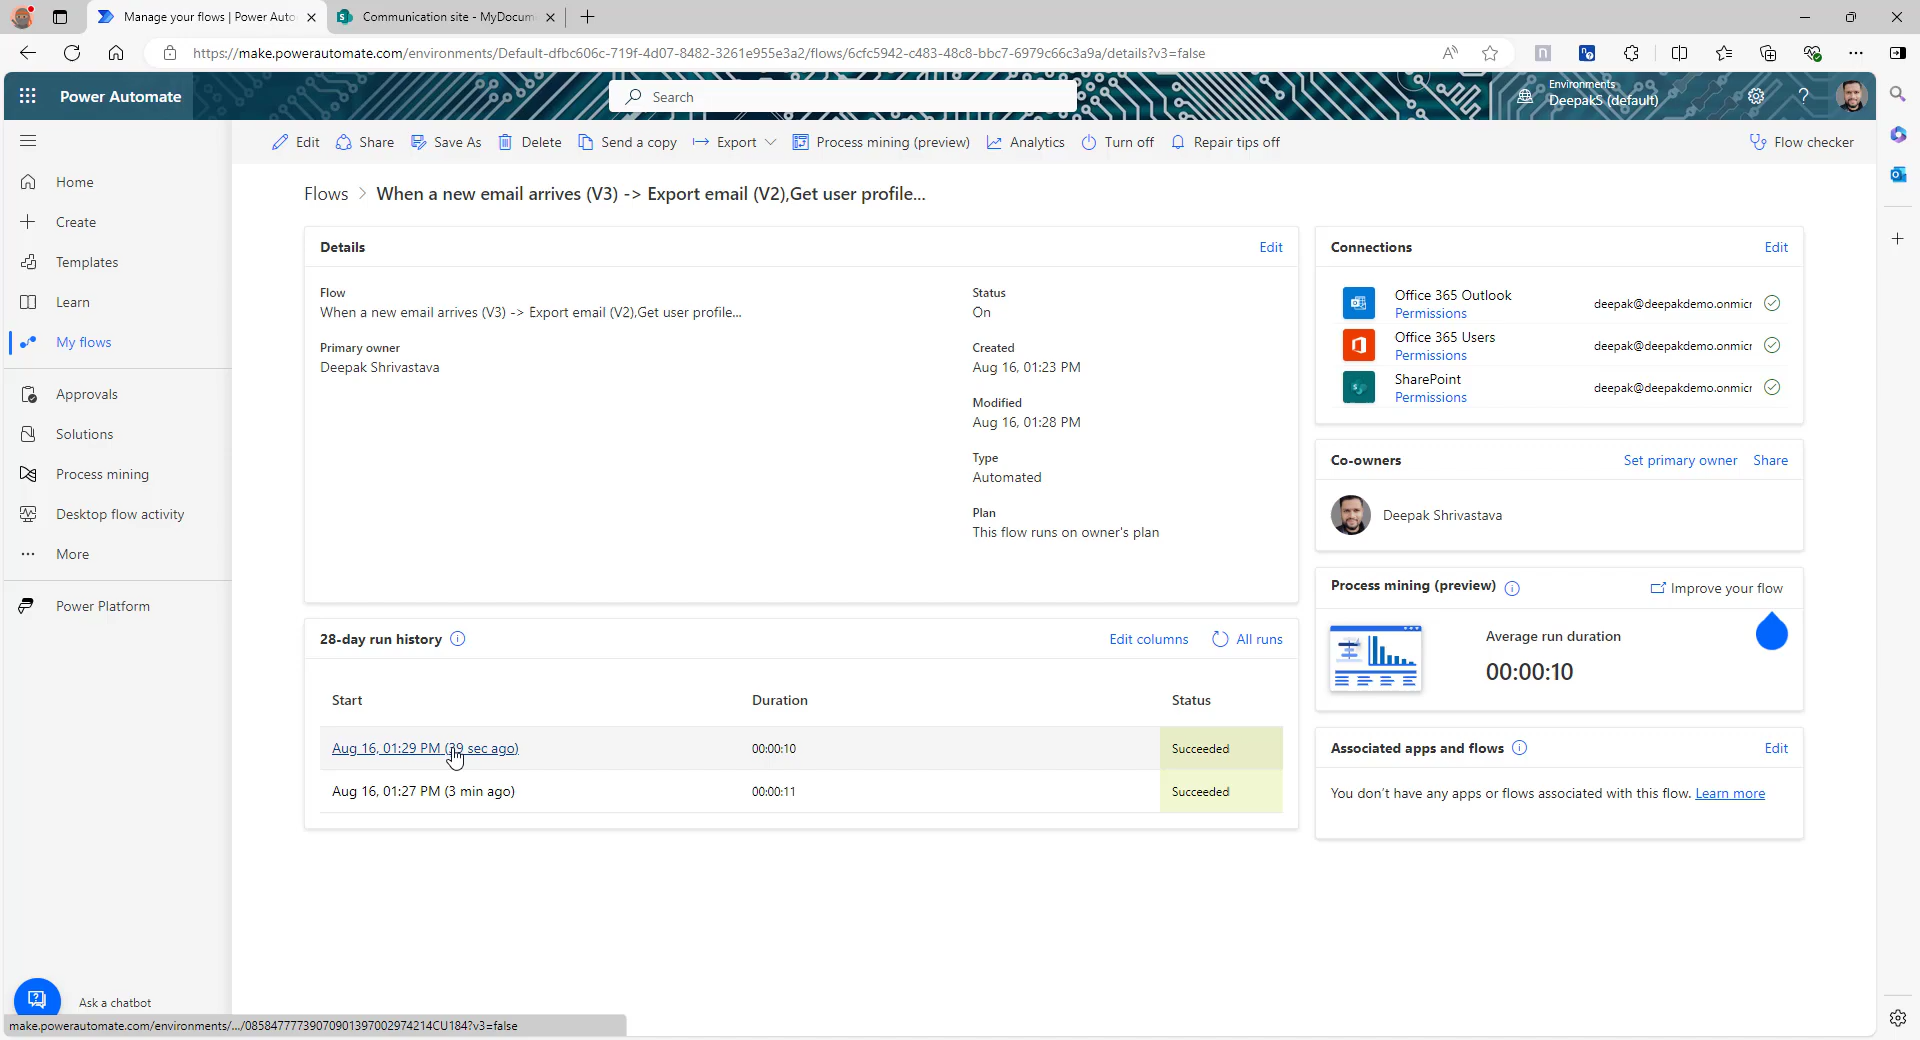 Manage your flows | Power Auto
Communication site - MyDocum
https://make.powerautomate.com/environments/Default-dfbc606c-719f-4d07-8482-3261e955e3a2/flows/6cfc5942-c483-48c8-bbc7-6979c66c3a9a/details?v3=false
Power Automate
Search
Environments
DeepakS (default)
Edit
Share
Save As
Delete
Send a copy
Export
Process mining (preview)
Analytics
Turn off
Repair tips off
Flow checker
Home
Create
Templates
Learn
My flows
Approvals
Solutions
Process mining
Desktop flow activity
More
Power Platform
Ask a chatbot
Flows > When a new email arrives (V3) -> Export email (V2),Get user profile...
Details
Edit
Flow
When a new email arrives (V3) -> Export email (V2),Get user profile...
Primary owner
Deepak Shrivastava
Status
On
Created
Aug 16, 01:23 PM
Modified
Aug 16, 01:28 PM
Type
Automated
Plan
This flow runs on owner's plan
28-day run history
Edit columns
All runs
Start Duration Status
Aug 16, 01:29 PM (39 sec ago) 00:00:10 Succeeded
Aug 16, 01:27 PM (3 min ago) 00:00:11 Succeeded
Connections
Edit
Office 365 Outlook
Permissions
deepak@deepakdemo.onmicr
Office 365 Users
Permissions
deepak@deepakdemo.onmicr
SharePoint
Permissions
deepak@deepakdemo.onmicr
Co-owners
Set primary owner
Share
Deepak Shrivastava
Process mining (preview)
Improve your flow
Average run duration
00:00:10
Associated apps and flows
Edit
You don't have any apps or flows associated with this flow. Learn more
make.powerautomate.com/environments/.../08584777739070901397002974214CU184?v3=false